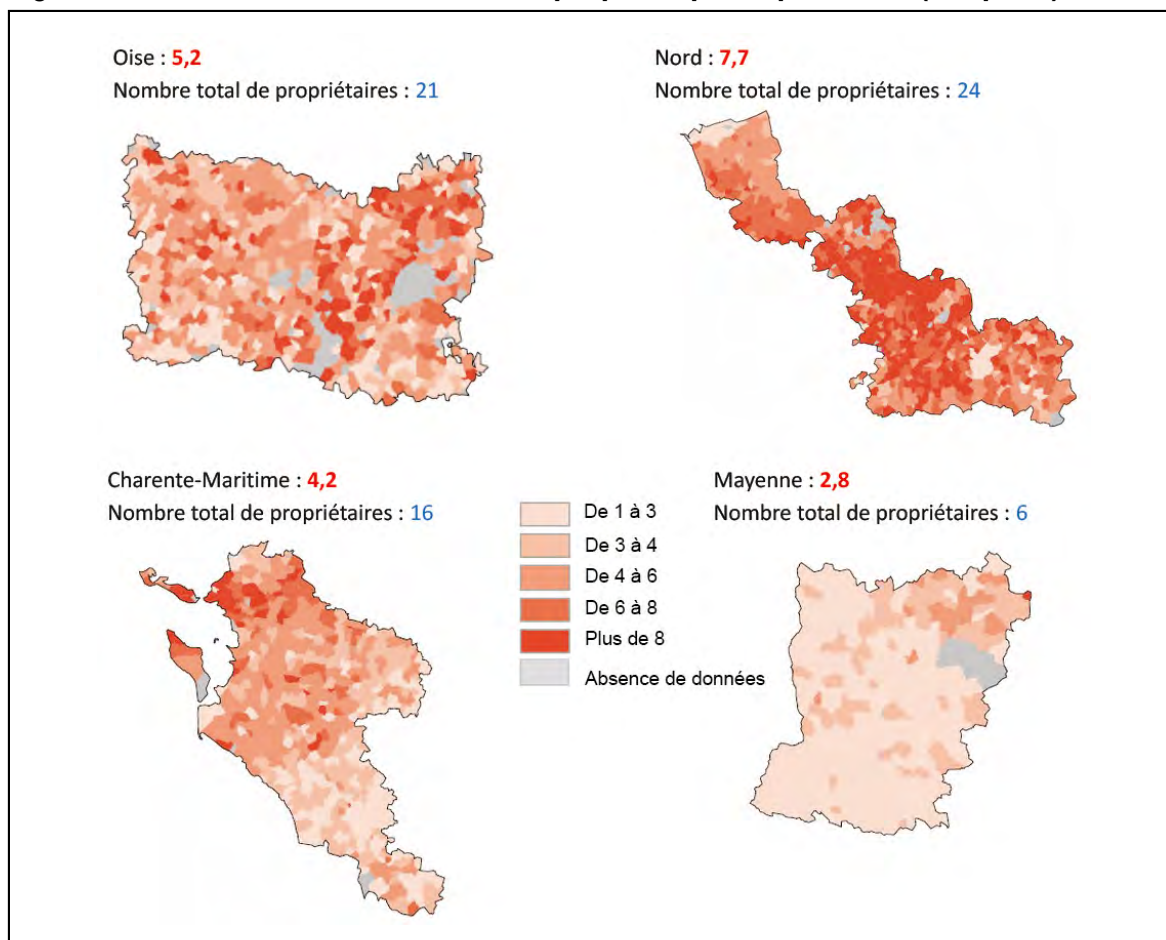 Oise : 5,2
Nombre total de propriétaires : 21
Nord : 7,7
Nombre total de propriétaires : 24
Charente-Maritime : 4,2
Nombre total de propriétaires : 16
De 1 à 3
De 3 à 4
De 4 à 6
De 6 à 8
Plus de 8
Absence de données
Mayenne : 2,8
Nombre total de propriétaires : 6